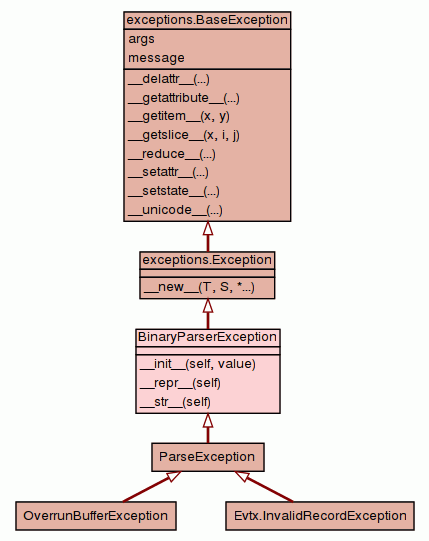 exceptions.BaseException
args
message
__delattr__(...)
__getattribute__(...)
__getitem__(x, y)
__getslice__(x, i, j)
__reduce__(...)
__setattr__(...)
__setstate__(...)
__unicode__(...)
exceptions.Exception
__new__(T, S, *...)
BinaryParserException
__init__(self, value)
__repr__(self)
__str__(self)
ParseException
OverrunBufferException
Evtx.InvalidRecordException